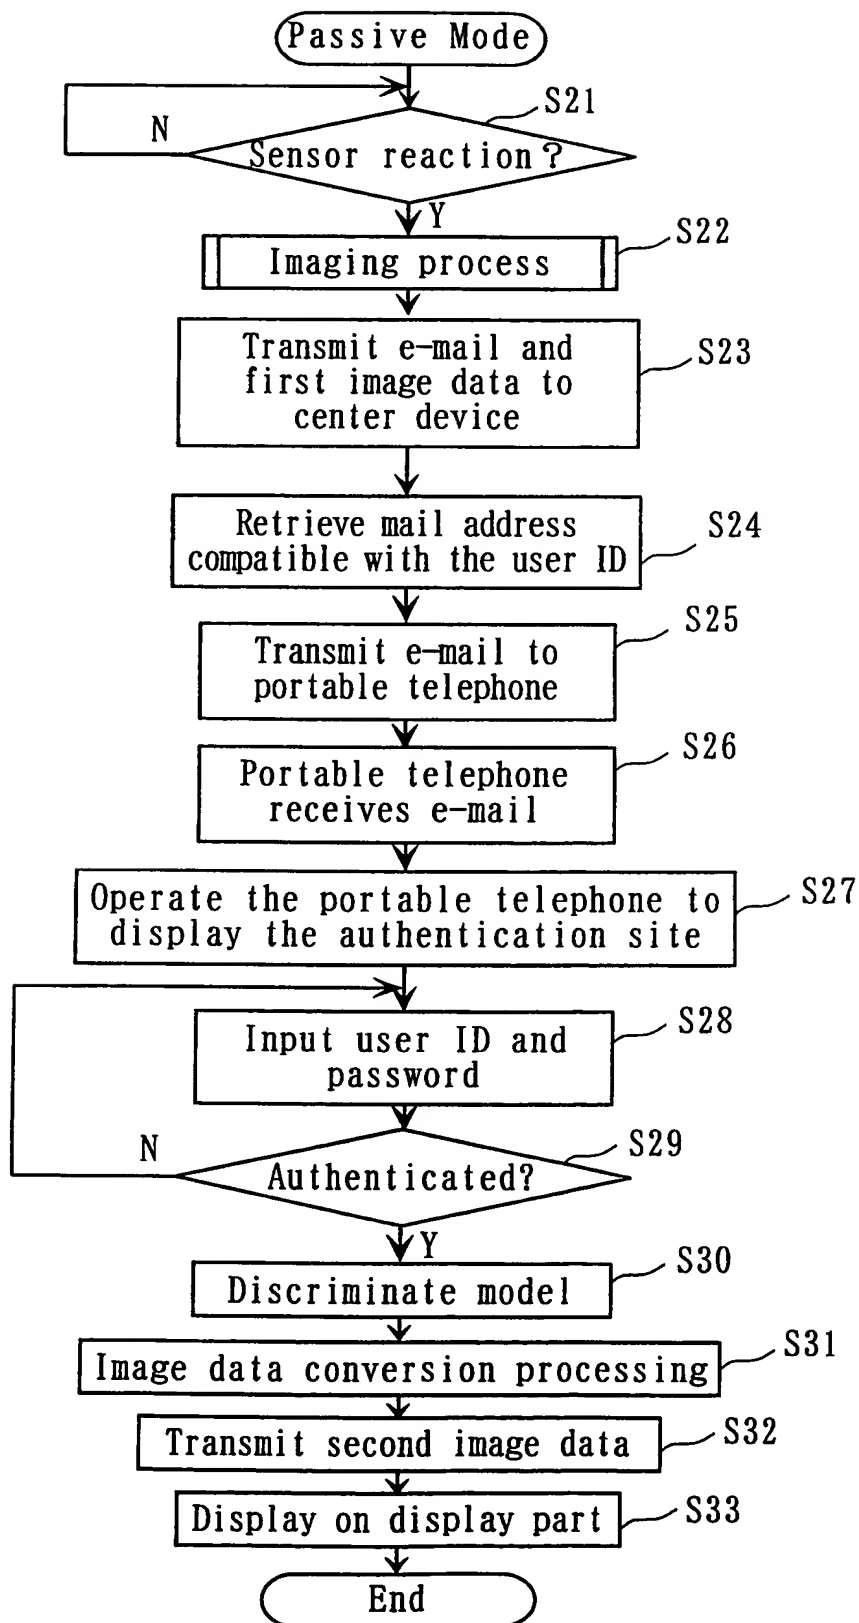 Passive Mode
S21
N
Sensor reaction?
Y
S22
Imaging process
Transmit e-mail and
first image data to
center device
S23
Retrieve mail address
compatible with the user ID
S24
S25
Transmit e-mail to
portable telephone
S26
Portable telephone
receives e-mail
S27
Operate the portable telephone to
display the authentication site
S28
Input user ID and
password
N
S29
Authenticated?
Y
S30
Discriminate model
S31
Image data conversion processing
S32
Transmit second image data
S33
Display on display part
End